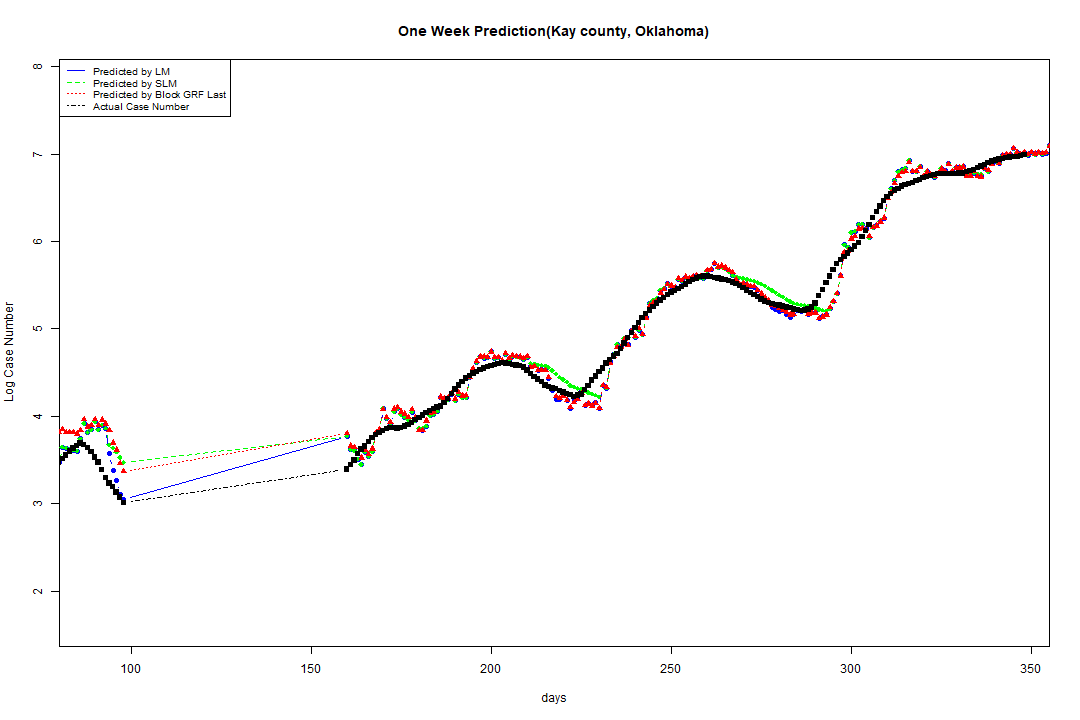 One Week Prediction(Kay county, Oklahoma)
8
Predicted by LM
Predicted by SLM
Predicted by Block GRF Last
Actual Case Number
7
6
5
4
3
2
Log Case Number
100 150 200 250 300 350
days